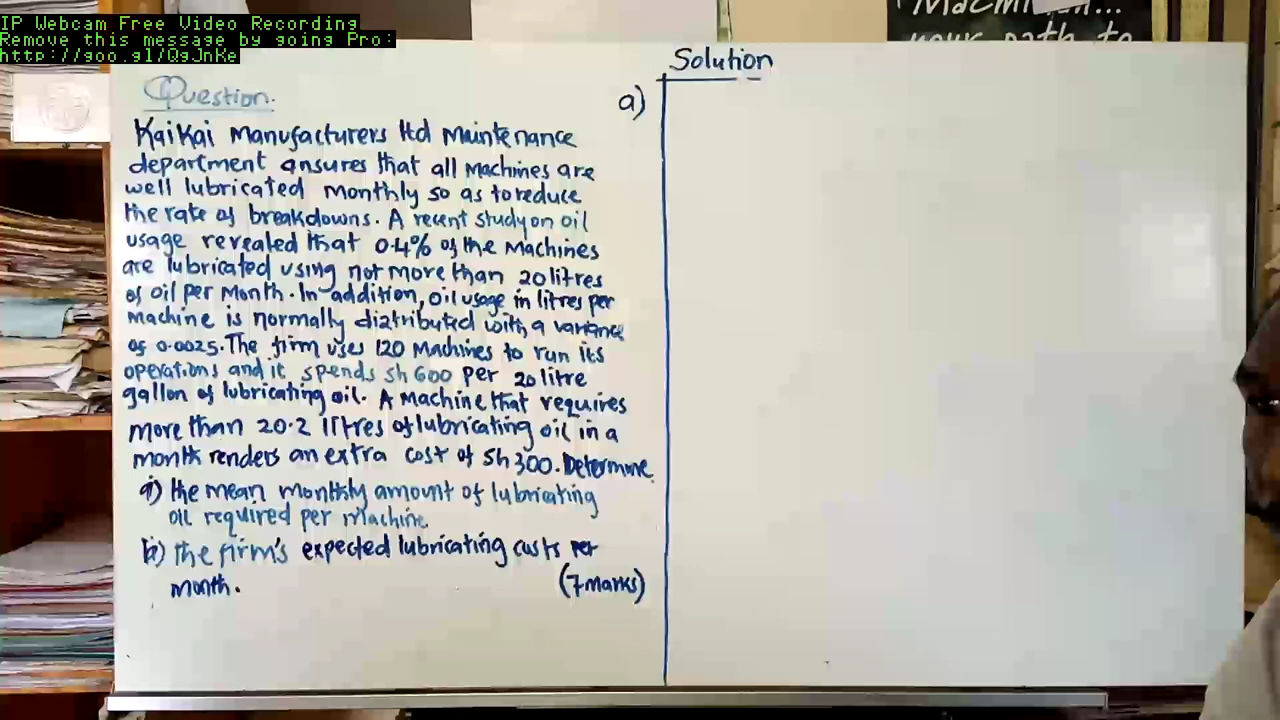 IP Webcam Free Video Recording
Remove this message by going Pro:
http://goo.gl/Q9JnKe
Macmillan...
your path to
Solution
Question.
a)
KaiKai Manufacturers Ltd Maintenance
department ensures that all machines are
well lubricated monthly so as to reduce
the rate of breakdowns. A recent study on oil
usage revealed that 0.4% of the machines
are lubricated using not more than 20 litres
of oil per month. In addition, oil usage in litres per
machine is normally distributed with a variance
of 0.0025. The firm uses 120 machines to run its
operations and it spends sh 600 per 20 litre
gallon of lubricating oil. A machine that requires
more than 20.2 litres of lubricating oil in a
month renders an extra cost of sh 300. Determine
a) the mean monthly amount of lubricating
oil required per machine.
b) the firm's expected lubricating costs per
month. (7 marks)